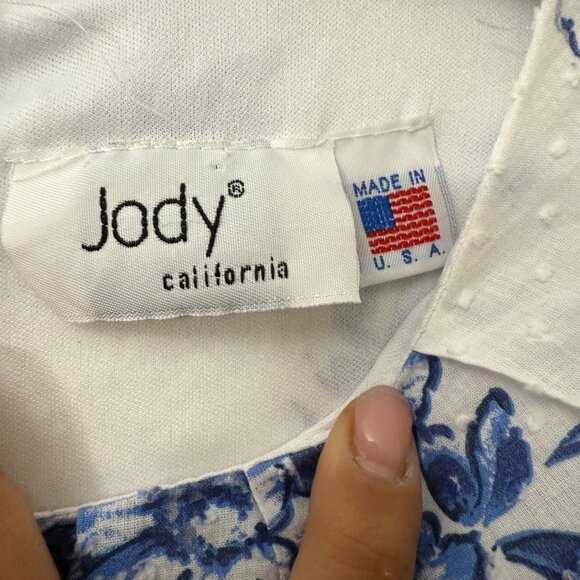 Jody®
california
MADE IN
U. S. A.